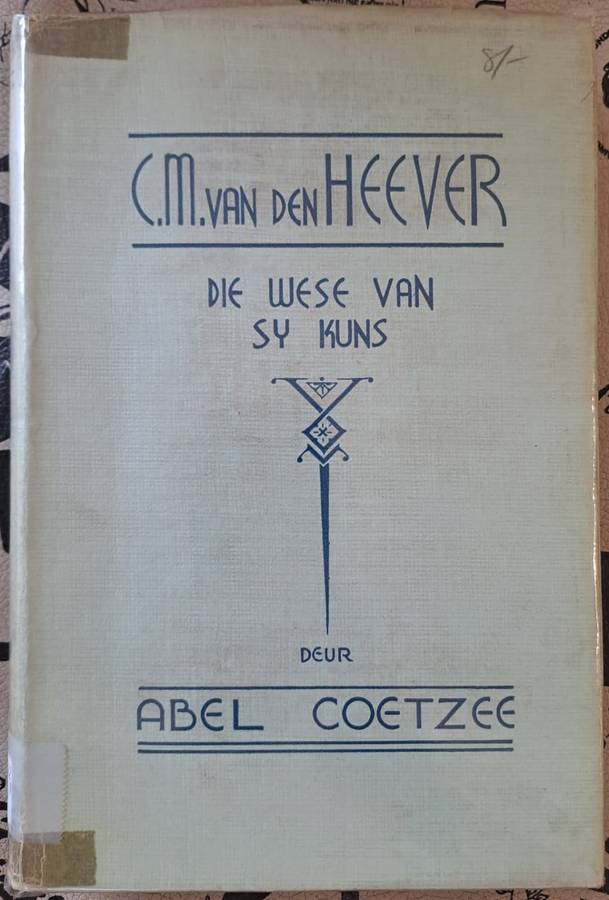 8/-
C.M. VAN DEN HEEVER
DIE WESE VAN
SY KUNS
DEUR
ABEL COETZEE